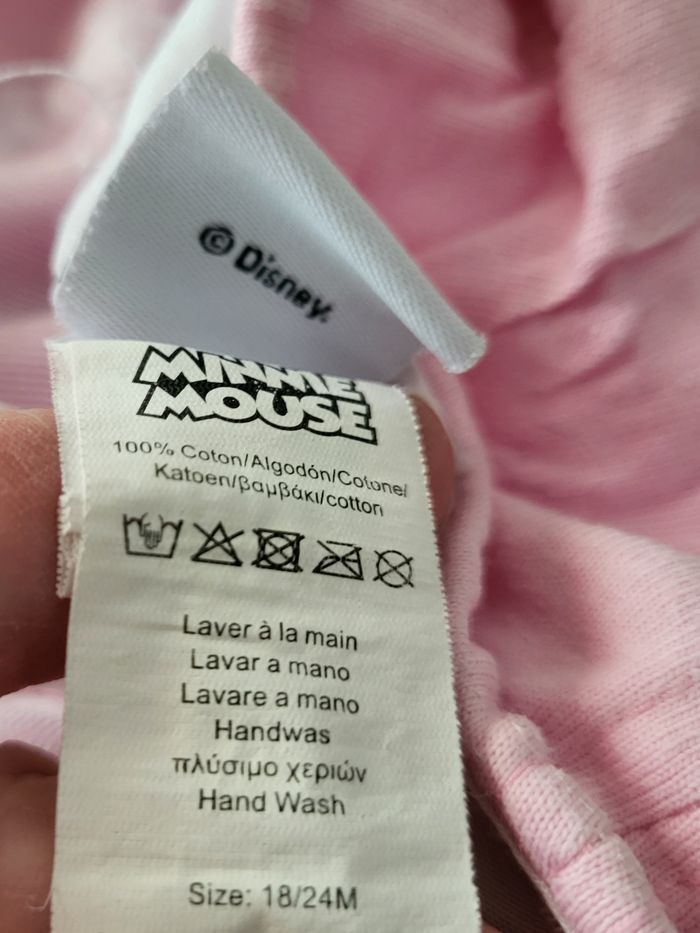 © Disney.
MINNIE
MOUSE
100% Coton/Algodón/Cotone/
Katoen/βαμβάκι/cotton
Laver à la main
Lavar a mano
Lavare a mano
Handwas
πλύσιμο χεριών
Hand Wash
Size: 18/24M